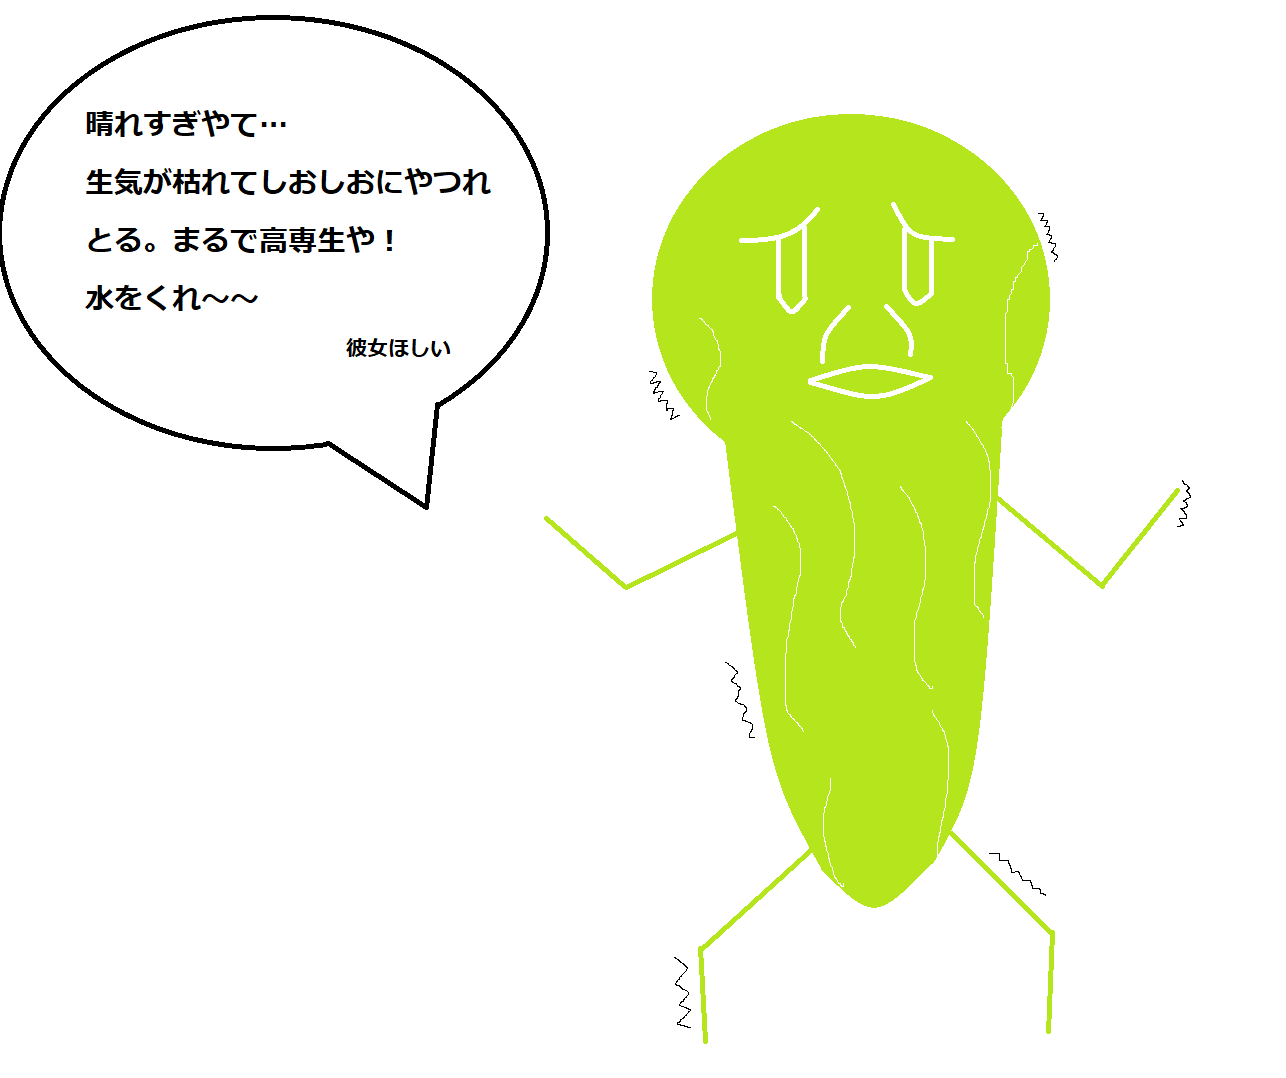 晴れすぎやて…
生気が枯れてしおしおにやつれ
とる。まるで高専生や！
水をくれ～～
彼女ほしい